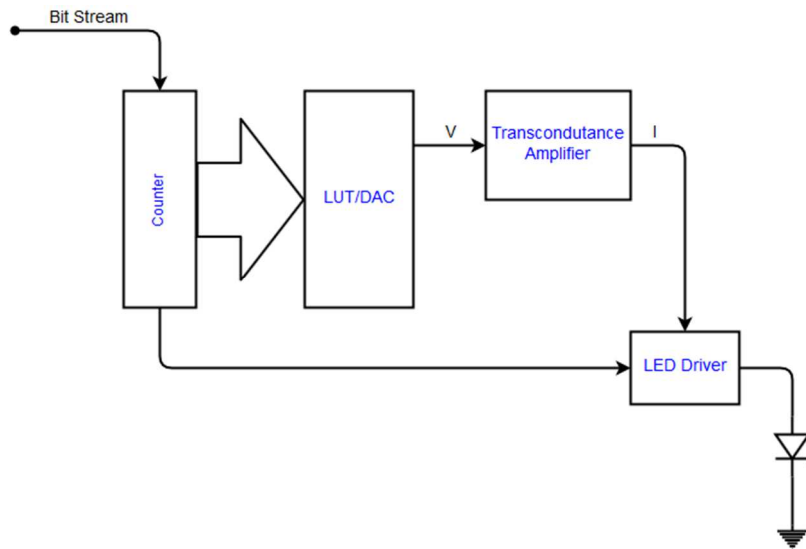 Bit Stream
Counter
LUT/DAC
V
Transcondutance
Amplifier
I
LED Driver